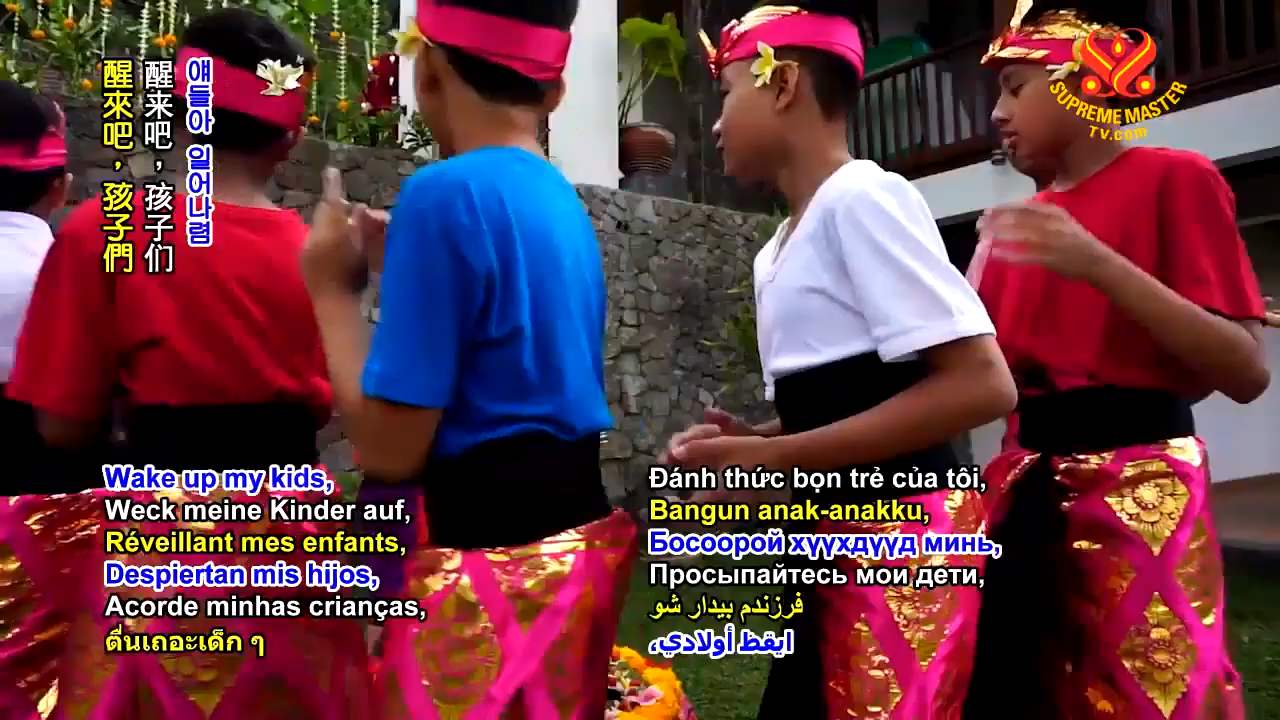 醒來吧，孩子們
醒来吧，孩子们
얘들아 일어나렴
SUPREME MASTER
TV.com
Wake up my kids,
Weck meine Kinder auf,
Réveillant mes enfants,
Despiertan mis hijos,
Acorde minhas crianças,
ตื่นเถอะเด็ก ๆ
Đánh thức bọn trẻ của tôi,
Bangun anak-anakku,
Босоорой хүүхдүүд минь,
Просыпайтесь мои дети,
فرزندم بیدار شو
ايقظ أولادي،